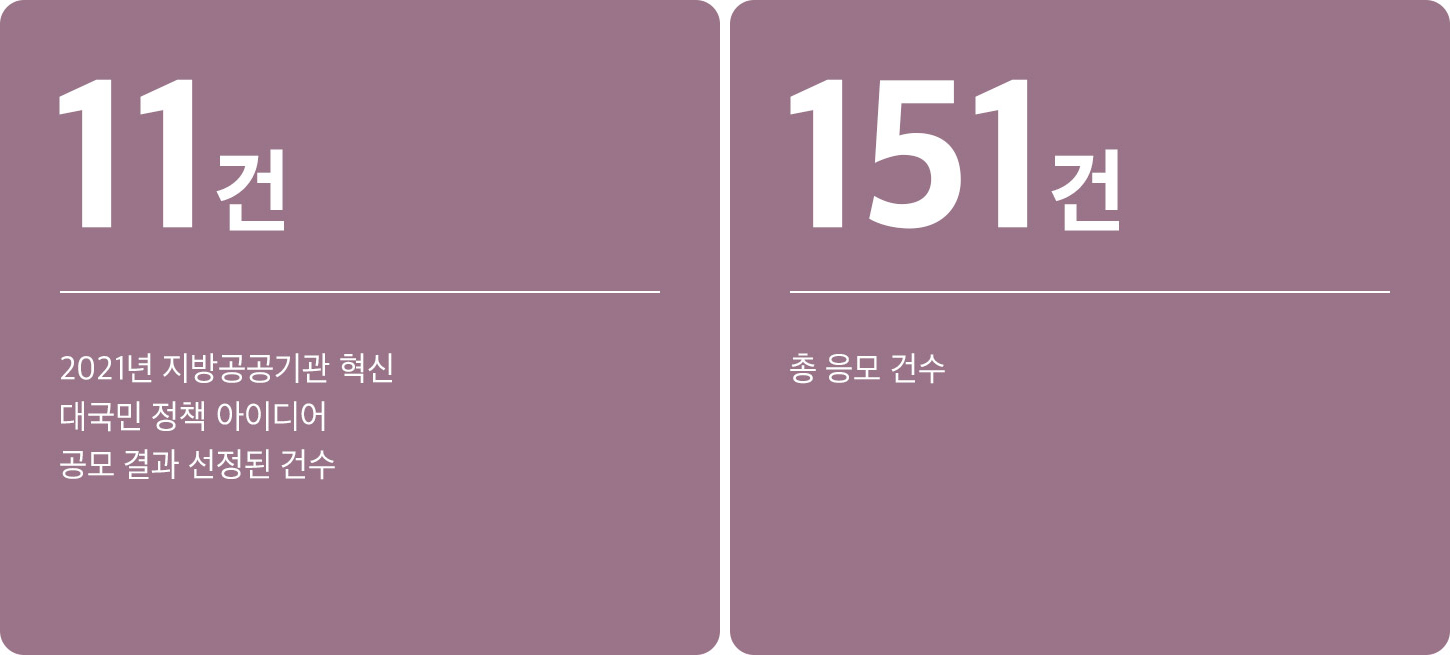 11건
2021년 지방공공기관 혁신
대국민 정책 아이디어
공모 결과 선정된 건수
151건
총 응모 건수